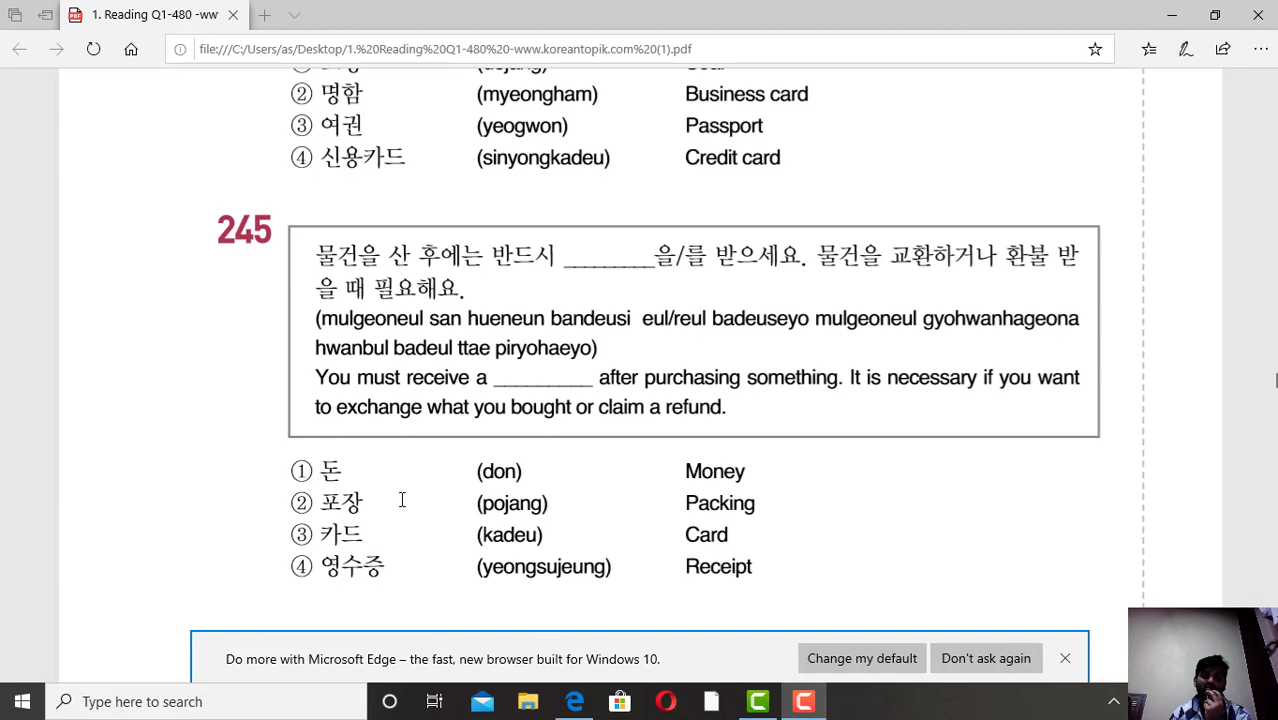 1. Reading Q1-480 -ww
file:///C:/Users/as/Desktop/1.%20Reading%20Q1-480%20-www.koreantopik.com%20(1).pdf
② 명함 (myeongham) Business card
③ 여권 (yeogwon) Passport
④ 신용카드 (sinyongkadeu) Credit card
245
물건을 산 후에는 반드시 _________을/를 받으세요. 물건을 교환하거나 환불 받
을 때 필요해요.
(mulgeoneul san hueneun bandeusi eul/reul badeuseyo mulgeoneul gyohwanhageona
hwanbul badeul ttae piryohaeyo)
You must receive a _________ after purchasing something. It is necessary if you want
to exchange what you bought or claim a refund.
① 돈 (don) Money
② 포장 (pojang) Packing
③ 카드 (kadeu) Card
④ 영수증 (yeongsujeung) Receipt
Do more with Microsoft Edge – the fast, new browser built for Windows 10. Change my default Don't ask again
Type here to search